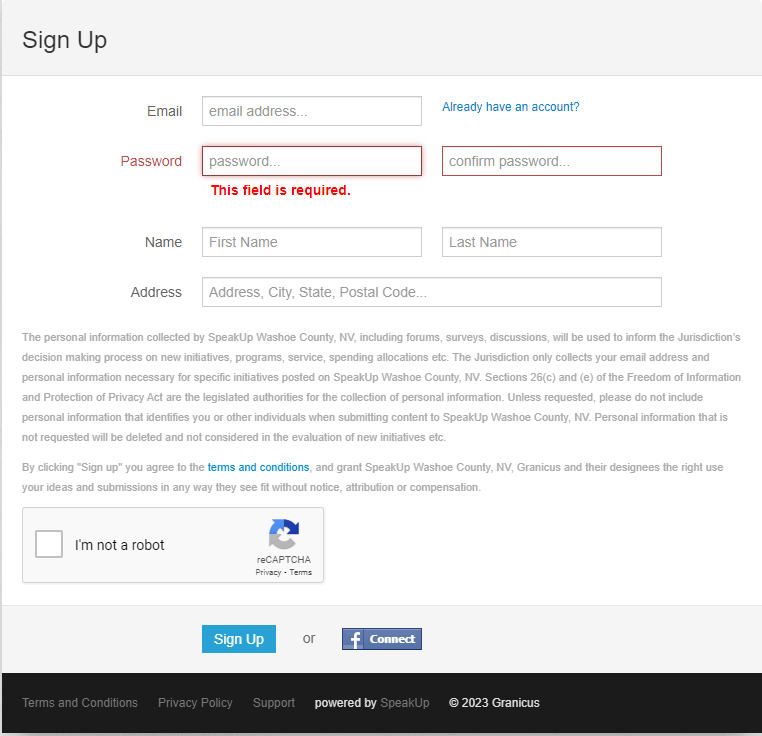 Sign Up
Email email address... Already have an account?
Password password... confirm password...
This field is required.
Name First Name Last Name
Address Address, City, State, Postal Code...
The personal information collected by SpeakUp Washoe County, NV, including forums, surveys, discussions, will be used to inform the Jurisdiction's
decision making process on new initiatives, programs, service, spending allocations etc. The Jurisdiction only collects your email address and
personal information necessary for specific initiatives posted on SpeakUp Washoe County, NV. Sections 26(c) and (e) of the Freedom of Information
and Protection of Privacy Act are the legislated authorities for the collection of personal information. Unless requested, please do not include
personal information that identifies you or other individuals when submitting content to SpeakUp Washoe County, NV. Personal information that is
not requested will be deleted and not considered in the evaluation of new initiatives etc.
By clicking "Sign up" you agree to the terms and conditions, and grant SpeakUp Washoe County, NV, Granicus and their designees the right use
your ideas and submissions in any way they see fit without notice, attribution or compensation.
I'm not a robot
reCAPTCHA
Privacy - Terms
Sign Up or f Connect
Terms and Conditions Privacy Policy Support powered by SpeakUp © 2023 Granicus